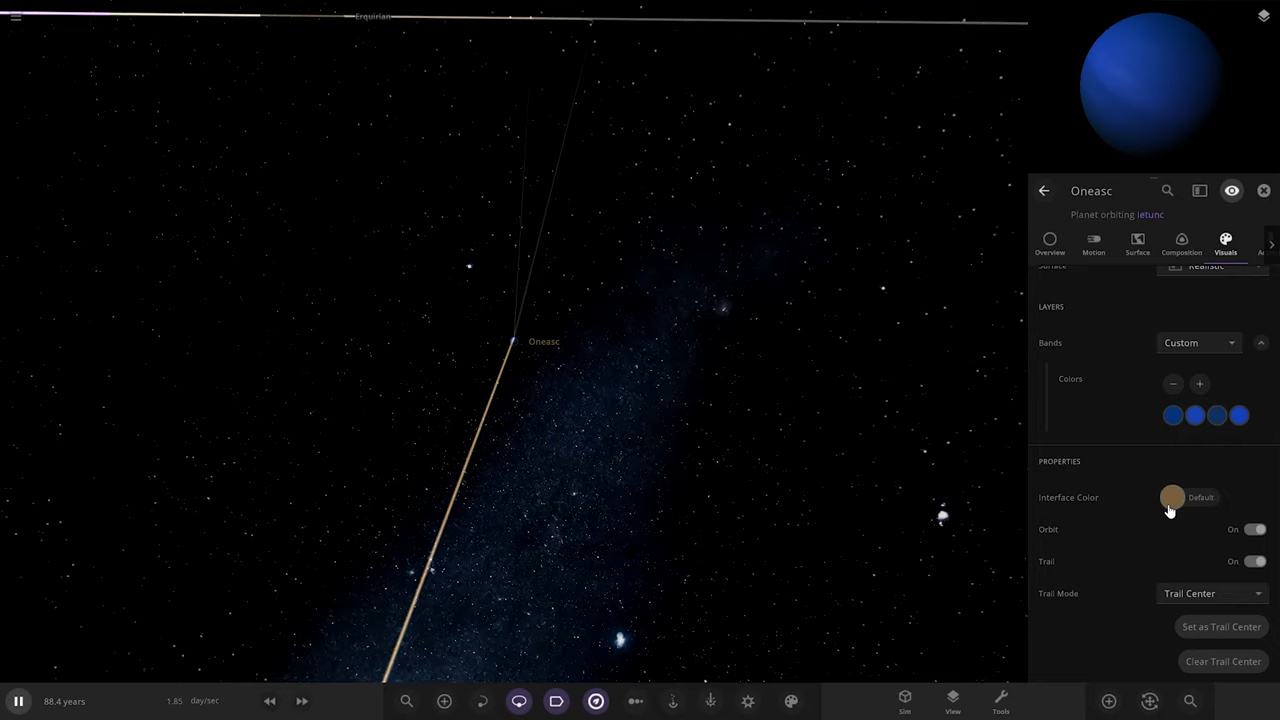 Erquirian
Oneasc
Oneasc
Planet orbiting Ietunc
Overview Motion Surface Composition Visuals
Surface Realistic
LAYERS
Bands Custom
Colors
PROPERTIES
Interface Color Default
Orbit On
Trail On
Trail Mode Trail Center
Set as Trail Center
Clear Trail Center
88.4 years 1.85 day/sec
Sim View Tools